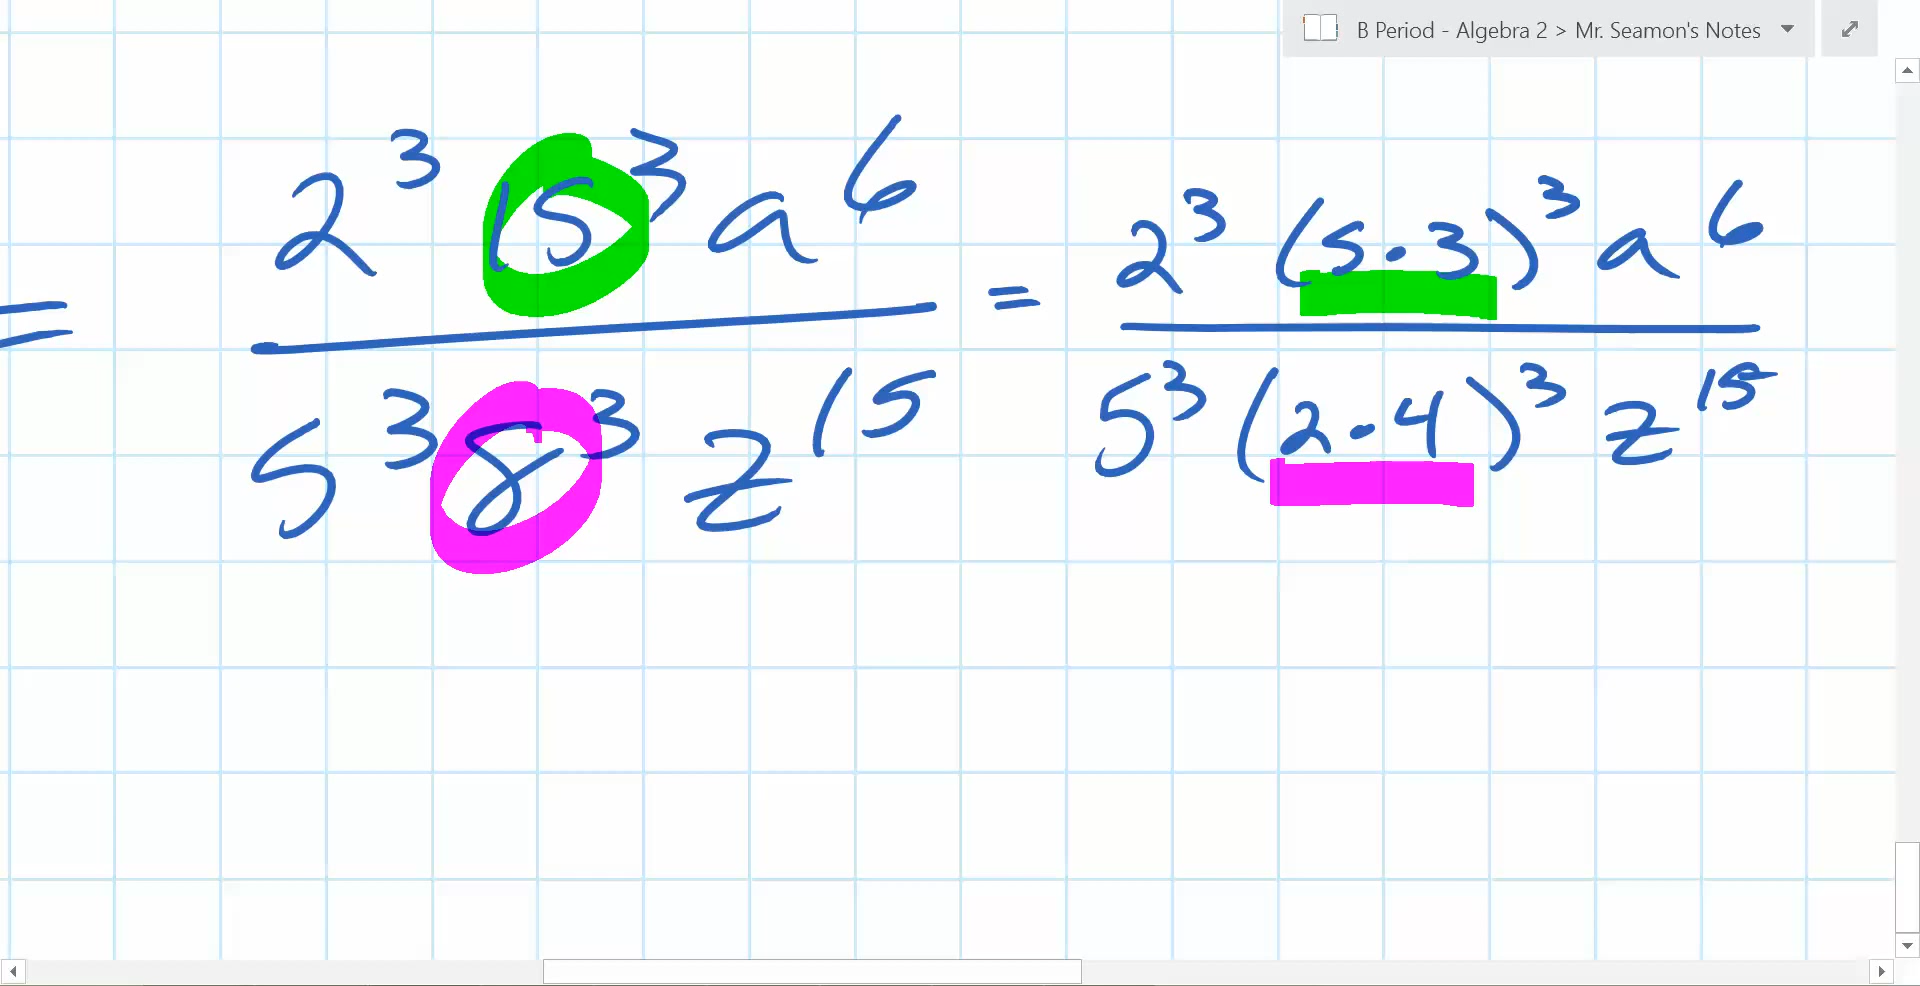 B Period - Algebra 2 > Mr. Seamon's Notes
= 2³ 15³ a⁶ / 5³ 8³ z¹⁵ = 2³ (5·3)³ a⁶ / 5³ (2·4)³ z¹⁵